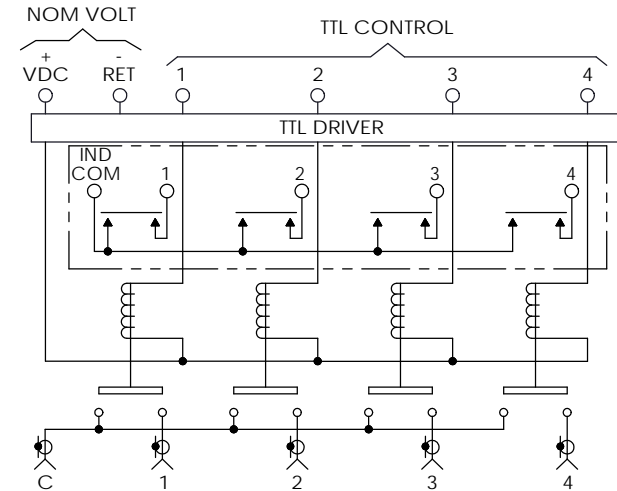 NOM VOLT
TTL CONTROL
+ -
VDC RET 1 2 3 4
TTL DRIVER
IND
COM 1 2 3 4
C 1 2 3 4